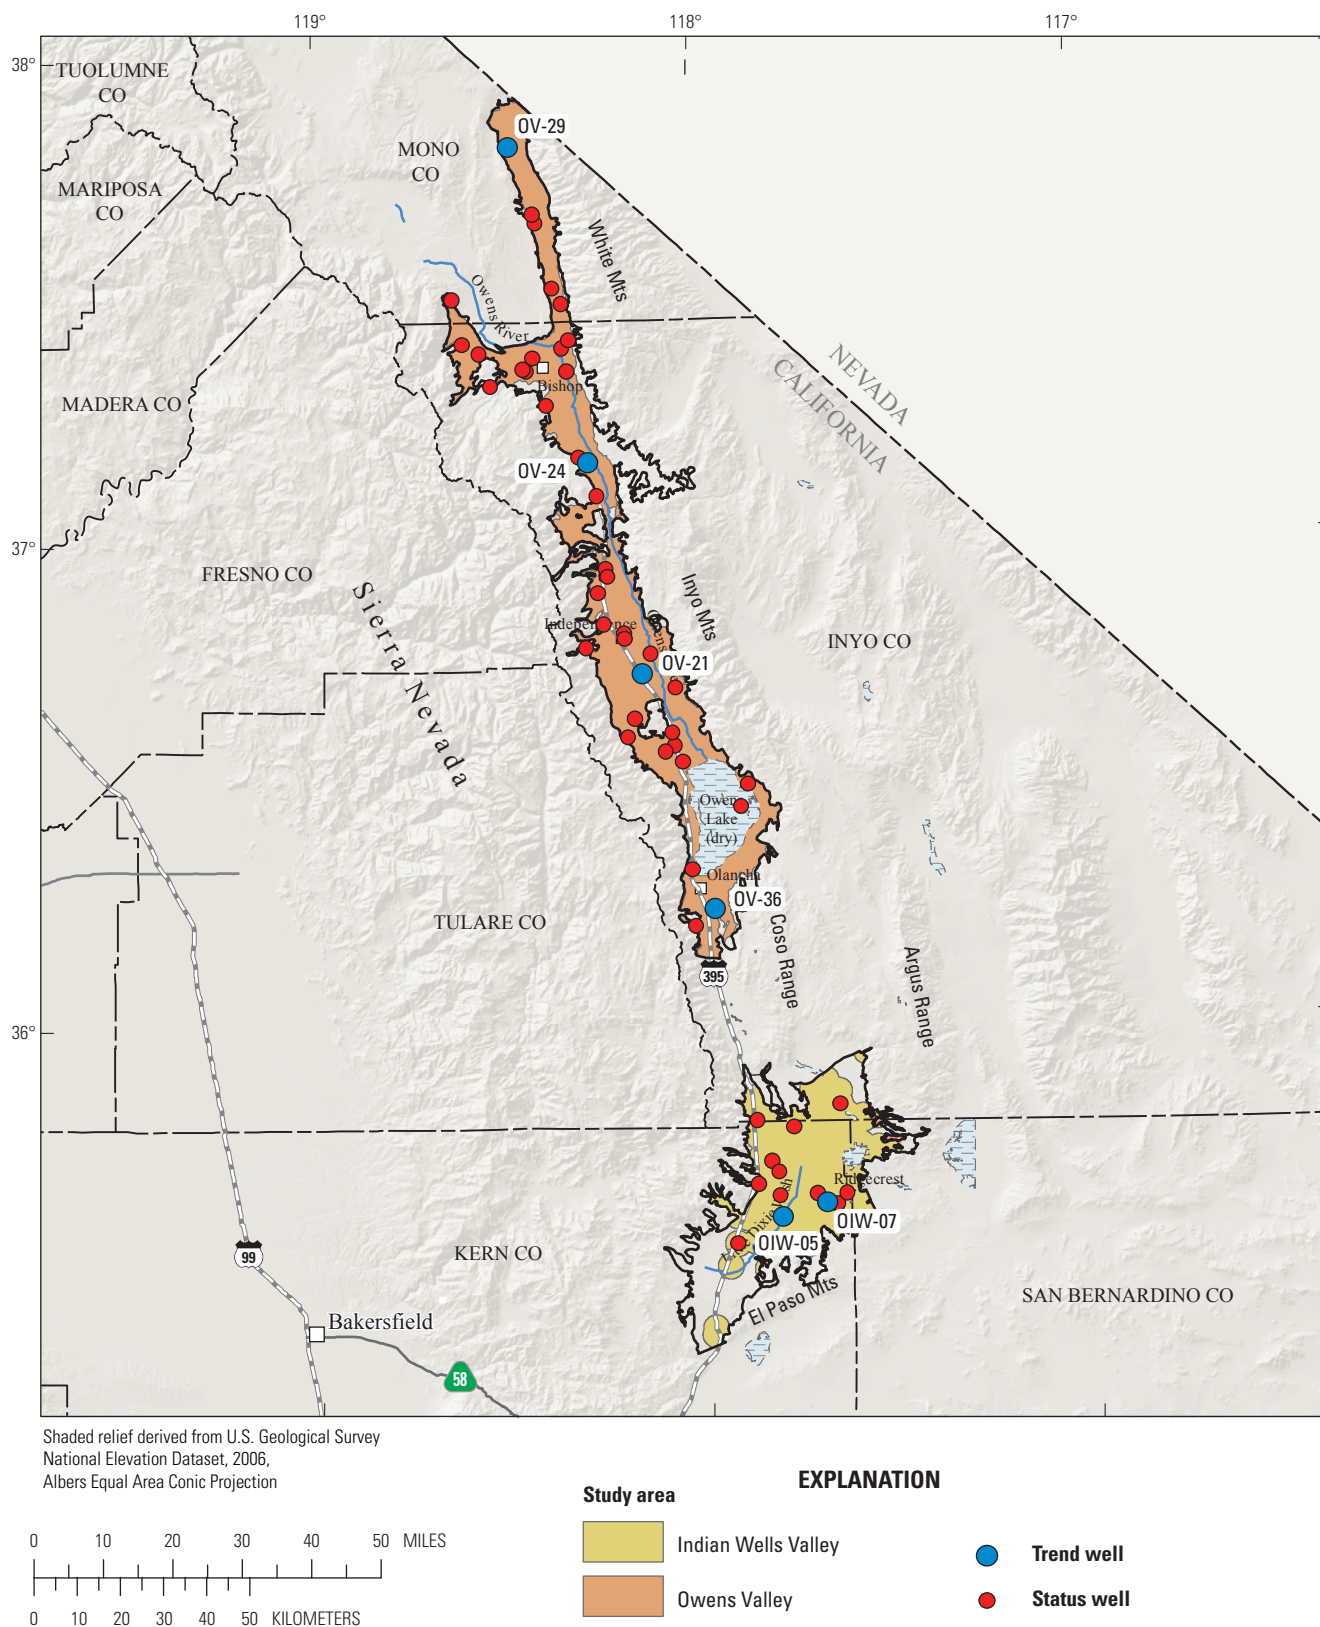 119°
118°
117°
38°
TUOLUMNE
CO
OV-29
MONO
CO
MARIPOSA
CO
White Mts
Owens River
NEVADA
CALIFORNIA
MADERA CO
Bishop
OV-24
37°
FRESNO CO
Sierra Nevada
Inyo Mts
Independence
Owens
INYO CO
OV-21
Owens
Lake
(dry)
Olancha
OV-36
TULARE CO
Coso Range
Argus Range
395
36°
Ridgecrest
OIW-07
OIW-05
KERN CO
El Paso Mts
99
SAN BERNARDINO CO
Bakersfield
58
Shaded relief derived from U.S. Geological Survey
National Elevation Dataset, 2006,
Albers Equal Area Conic Projection
EXPLANATION
Study area
0 10 20 30 40 50 MILES
Indian Wells Valley
Trend well
0 10 20 30 40 50 KILOMETERS
Owens Valley
Status well